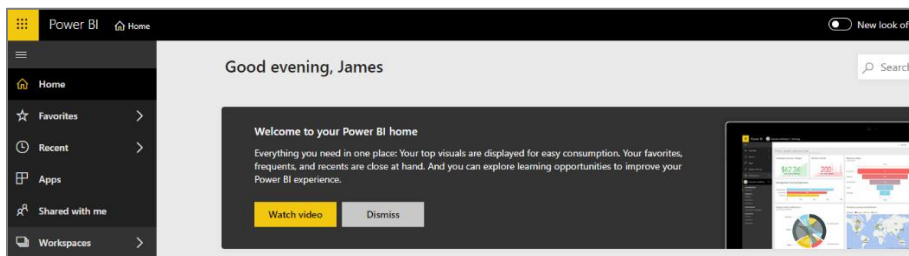 Power BI Home
New look of
Good evening, James
Search
Home
Favorites
Recent
Apps
Shared with me
Workspaces
Welcome to your Power BI home
Everything you need in one place: Your top visuals are displayed for easy consumption. Your favorites,
frequents, and recents are close at hand. And you can explore learning opportunities to improve your
Power BI experience.
Watch video Dismiss